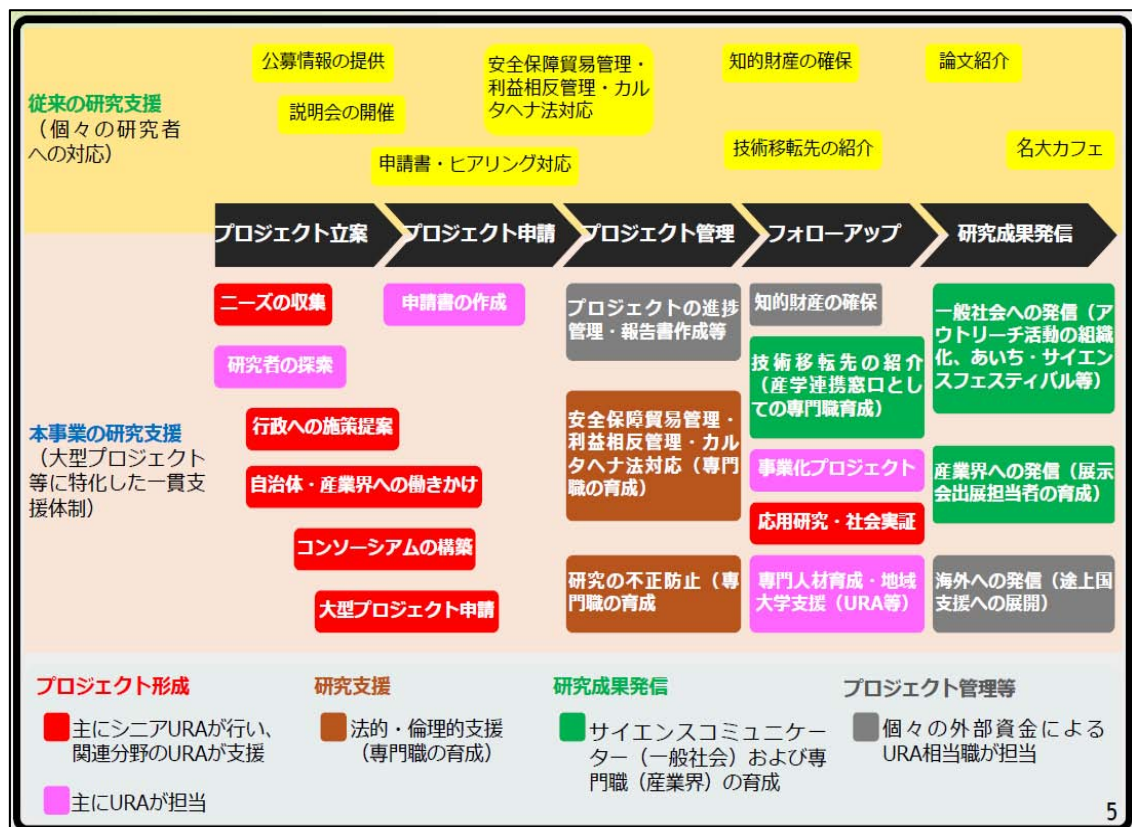 公募情報の提供
安全保障貿易管理・
利益相反管理・カル
タヘナ法対応
知的財産の確保
論文紹介
従来の研究支援
（個々の研究者
への対応）
説明会の開催
申請書・ヒアリング対応
技術移転先の紹介
名大カフェ
プロジェクト立案
プロジェクト申請
プロジェクト管理
フォローアップ
研究成果発信
本事業の研究支援
（大型プロジェクト
等に特化した一貫支
援体制）
ニーズの収集
研究者の探索
行政への施策提案
自治体・産業界への働きかけ
コンソーシアムの構築
大型プロジェクト申請
申請書の作成
プロジェクトの進捗
管理・報告書作成等
安全保障貿易管理・
利益相反管理・カル
タヘナ法対応（専門
職の育成）
研究の不正防止（専
門職の育成
知的財産の確保
技術移転先の紹介
（産学連携窓口とし
ての専門職育成）
事業化プロジェクト
応用研究・社会実証
専門人材育成・地域
大学支援（URA等）
一般社会への発信（ア
ウトリーチ活動の組織
化、あいち・サイエン
スフェスティバル等）
産業界への発信（展示
会出展担当者の育成）
海外への発信（途上国
支援への展開）
プロジェクト形成
主にシニアURAが行い、
関連分野のURAが支援
主にURAが担当
研究支援
法的・倫理的支援
（専門職の育成）
研究成果発信
サイエンスコミュニケー
ター（一般社会）および専
門職（産業界）の育成
プロジェクト管理等
個々の外部資金による
URA相当職が担当
5